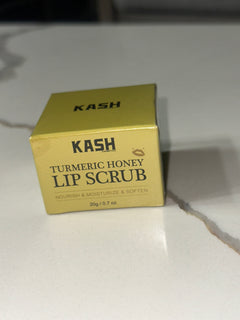 KASH
KASH
TURMERIC HONEY
LIP SCRUB
NOURISH & MOISTURIZE & SOFTEN
20g / 0.7 oz